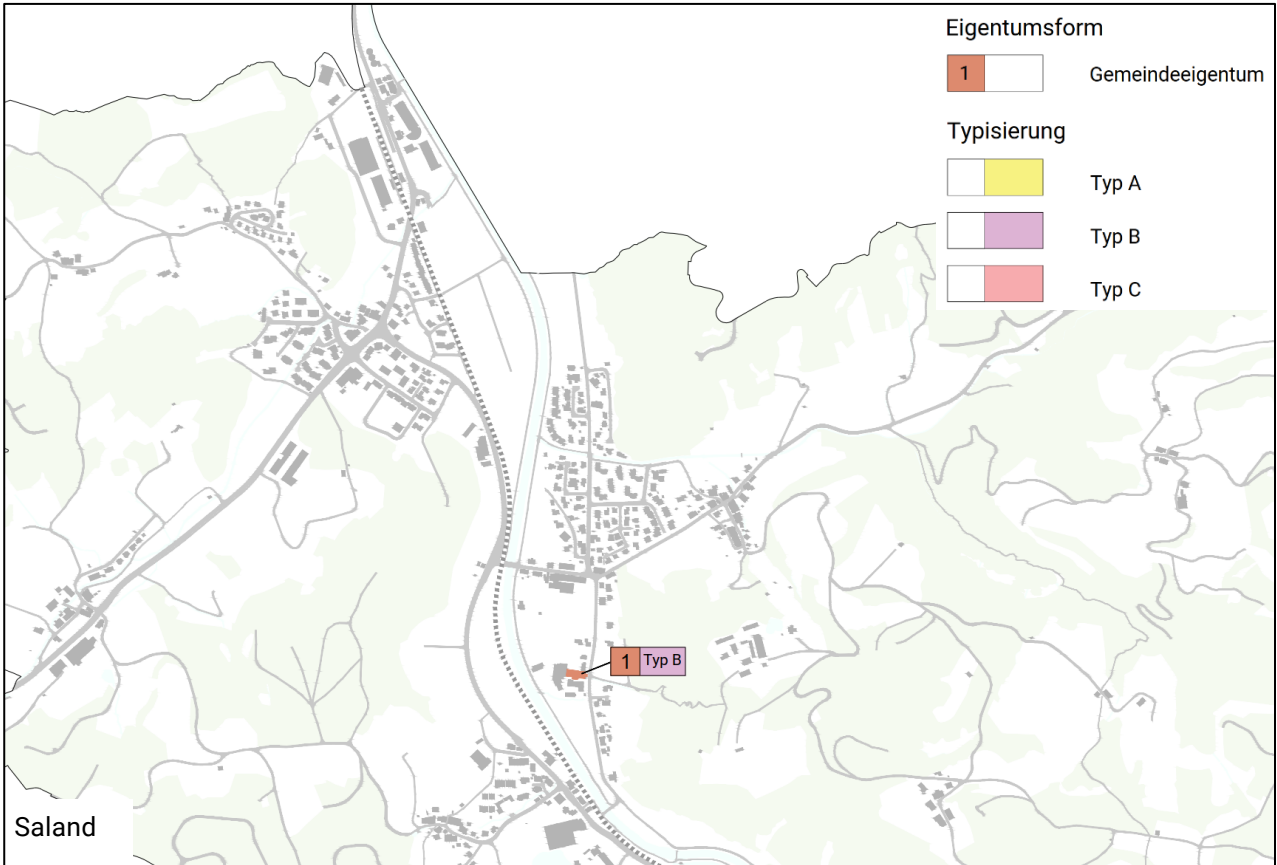 Eigentumsform
1 Gemeindeeigentum
Typisierung
Typ A
Typ B
Typ C
1 Typ B
Saland